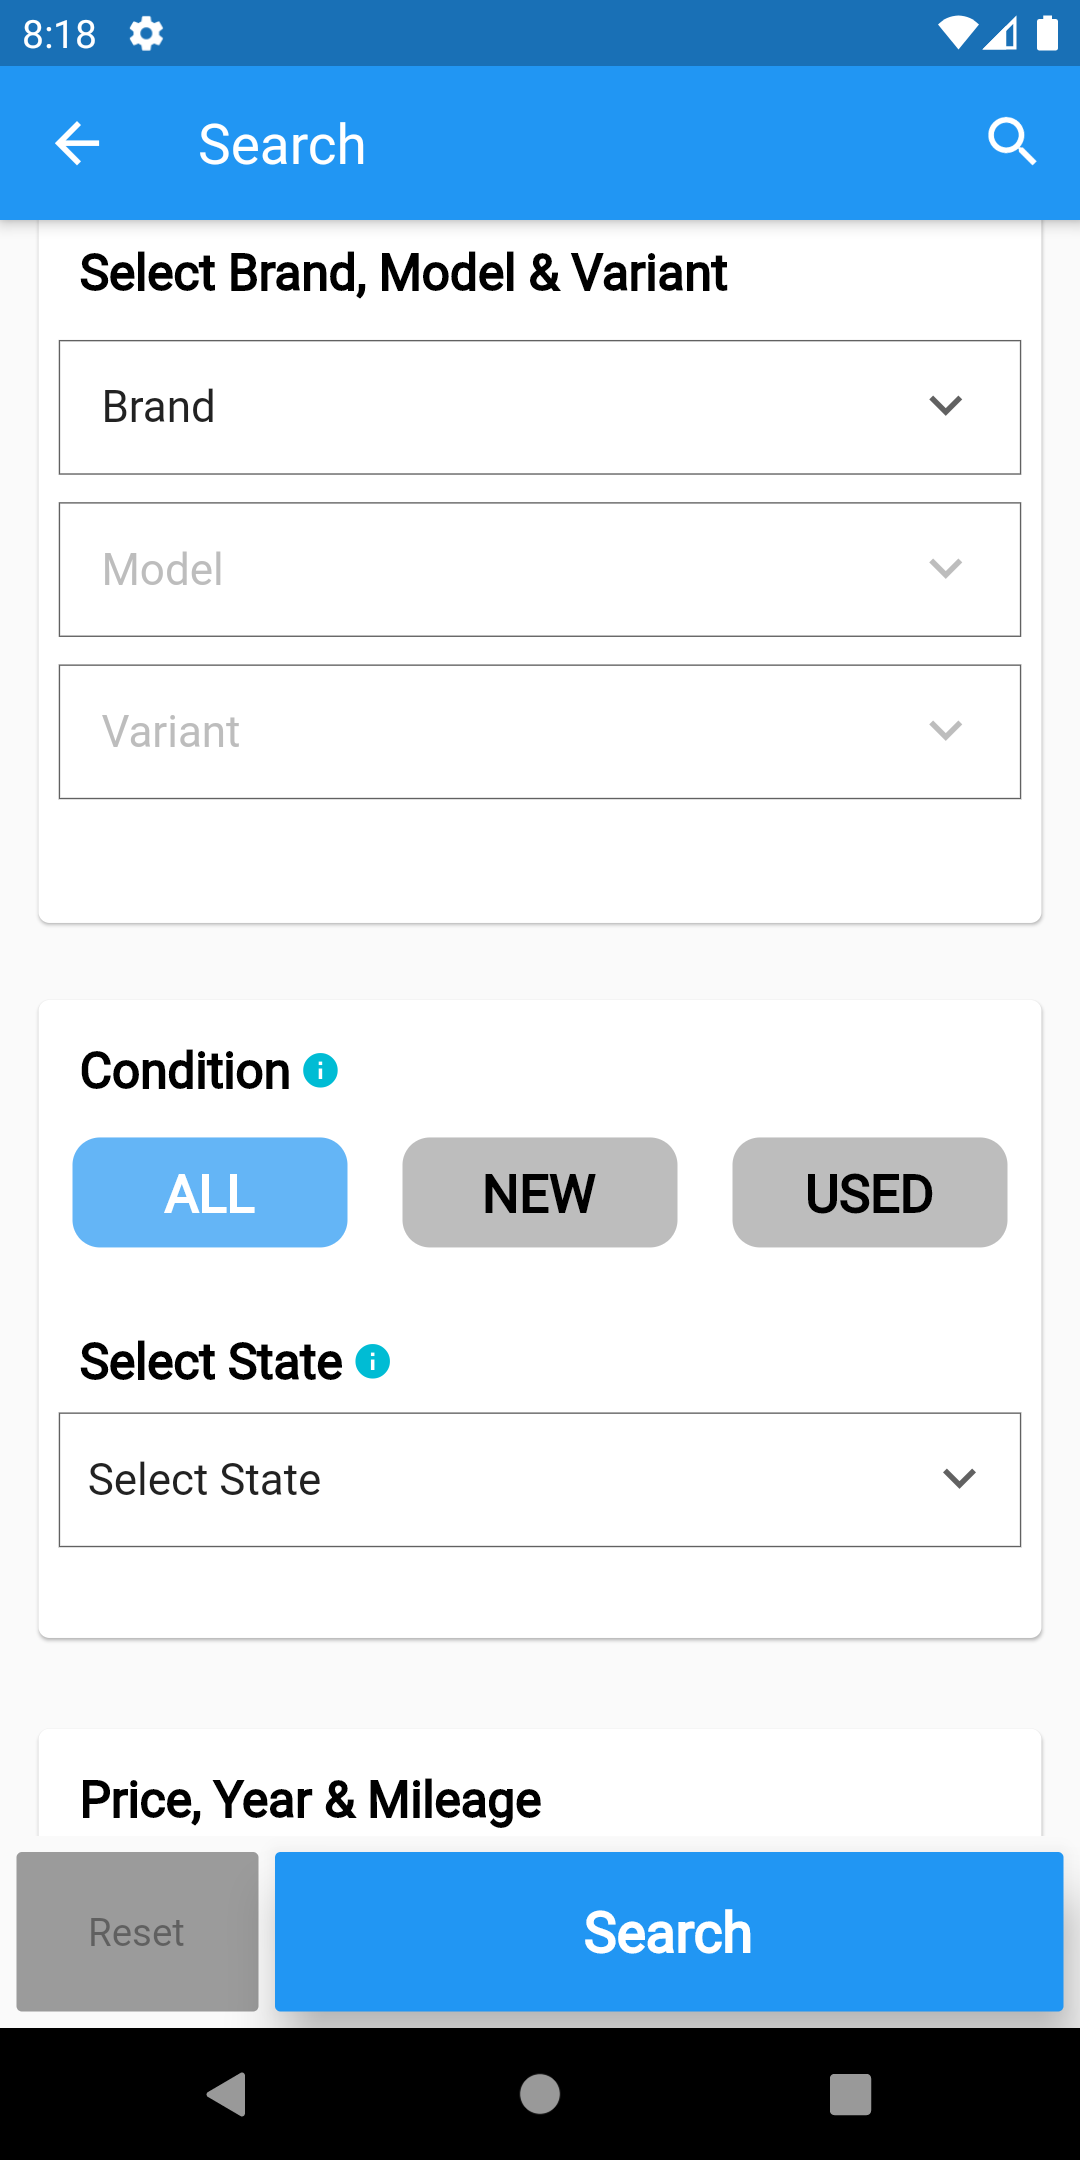 8:18
Search
Select Brand, Model & Variant
Brand
Model
Variant
Condition
ALL NEW USED
Select State
Select State
Price, Year & Mileage
Reset Search